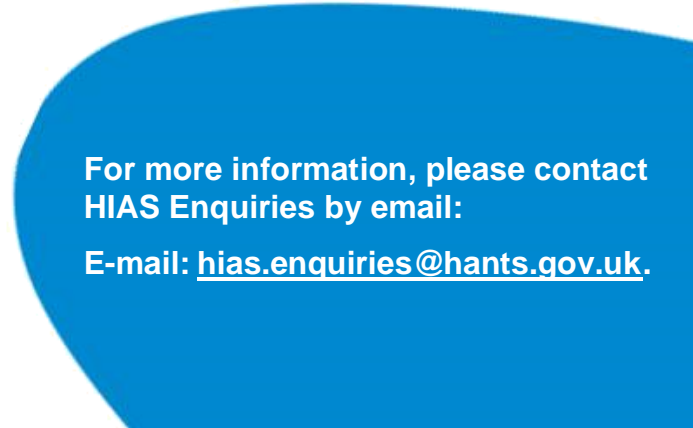 For more information, please contact
HIAS Enquiries by email:
E-mail: hias.enquiries@hants.gov.uk.